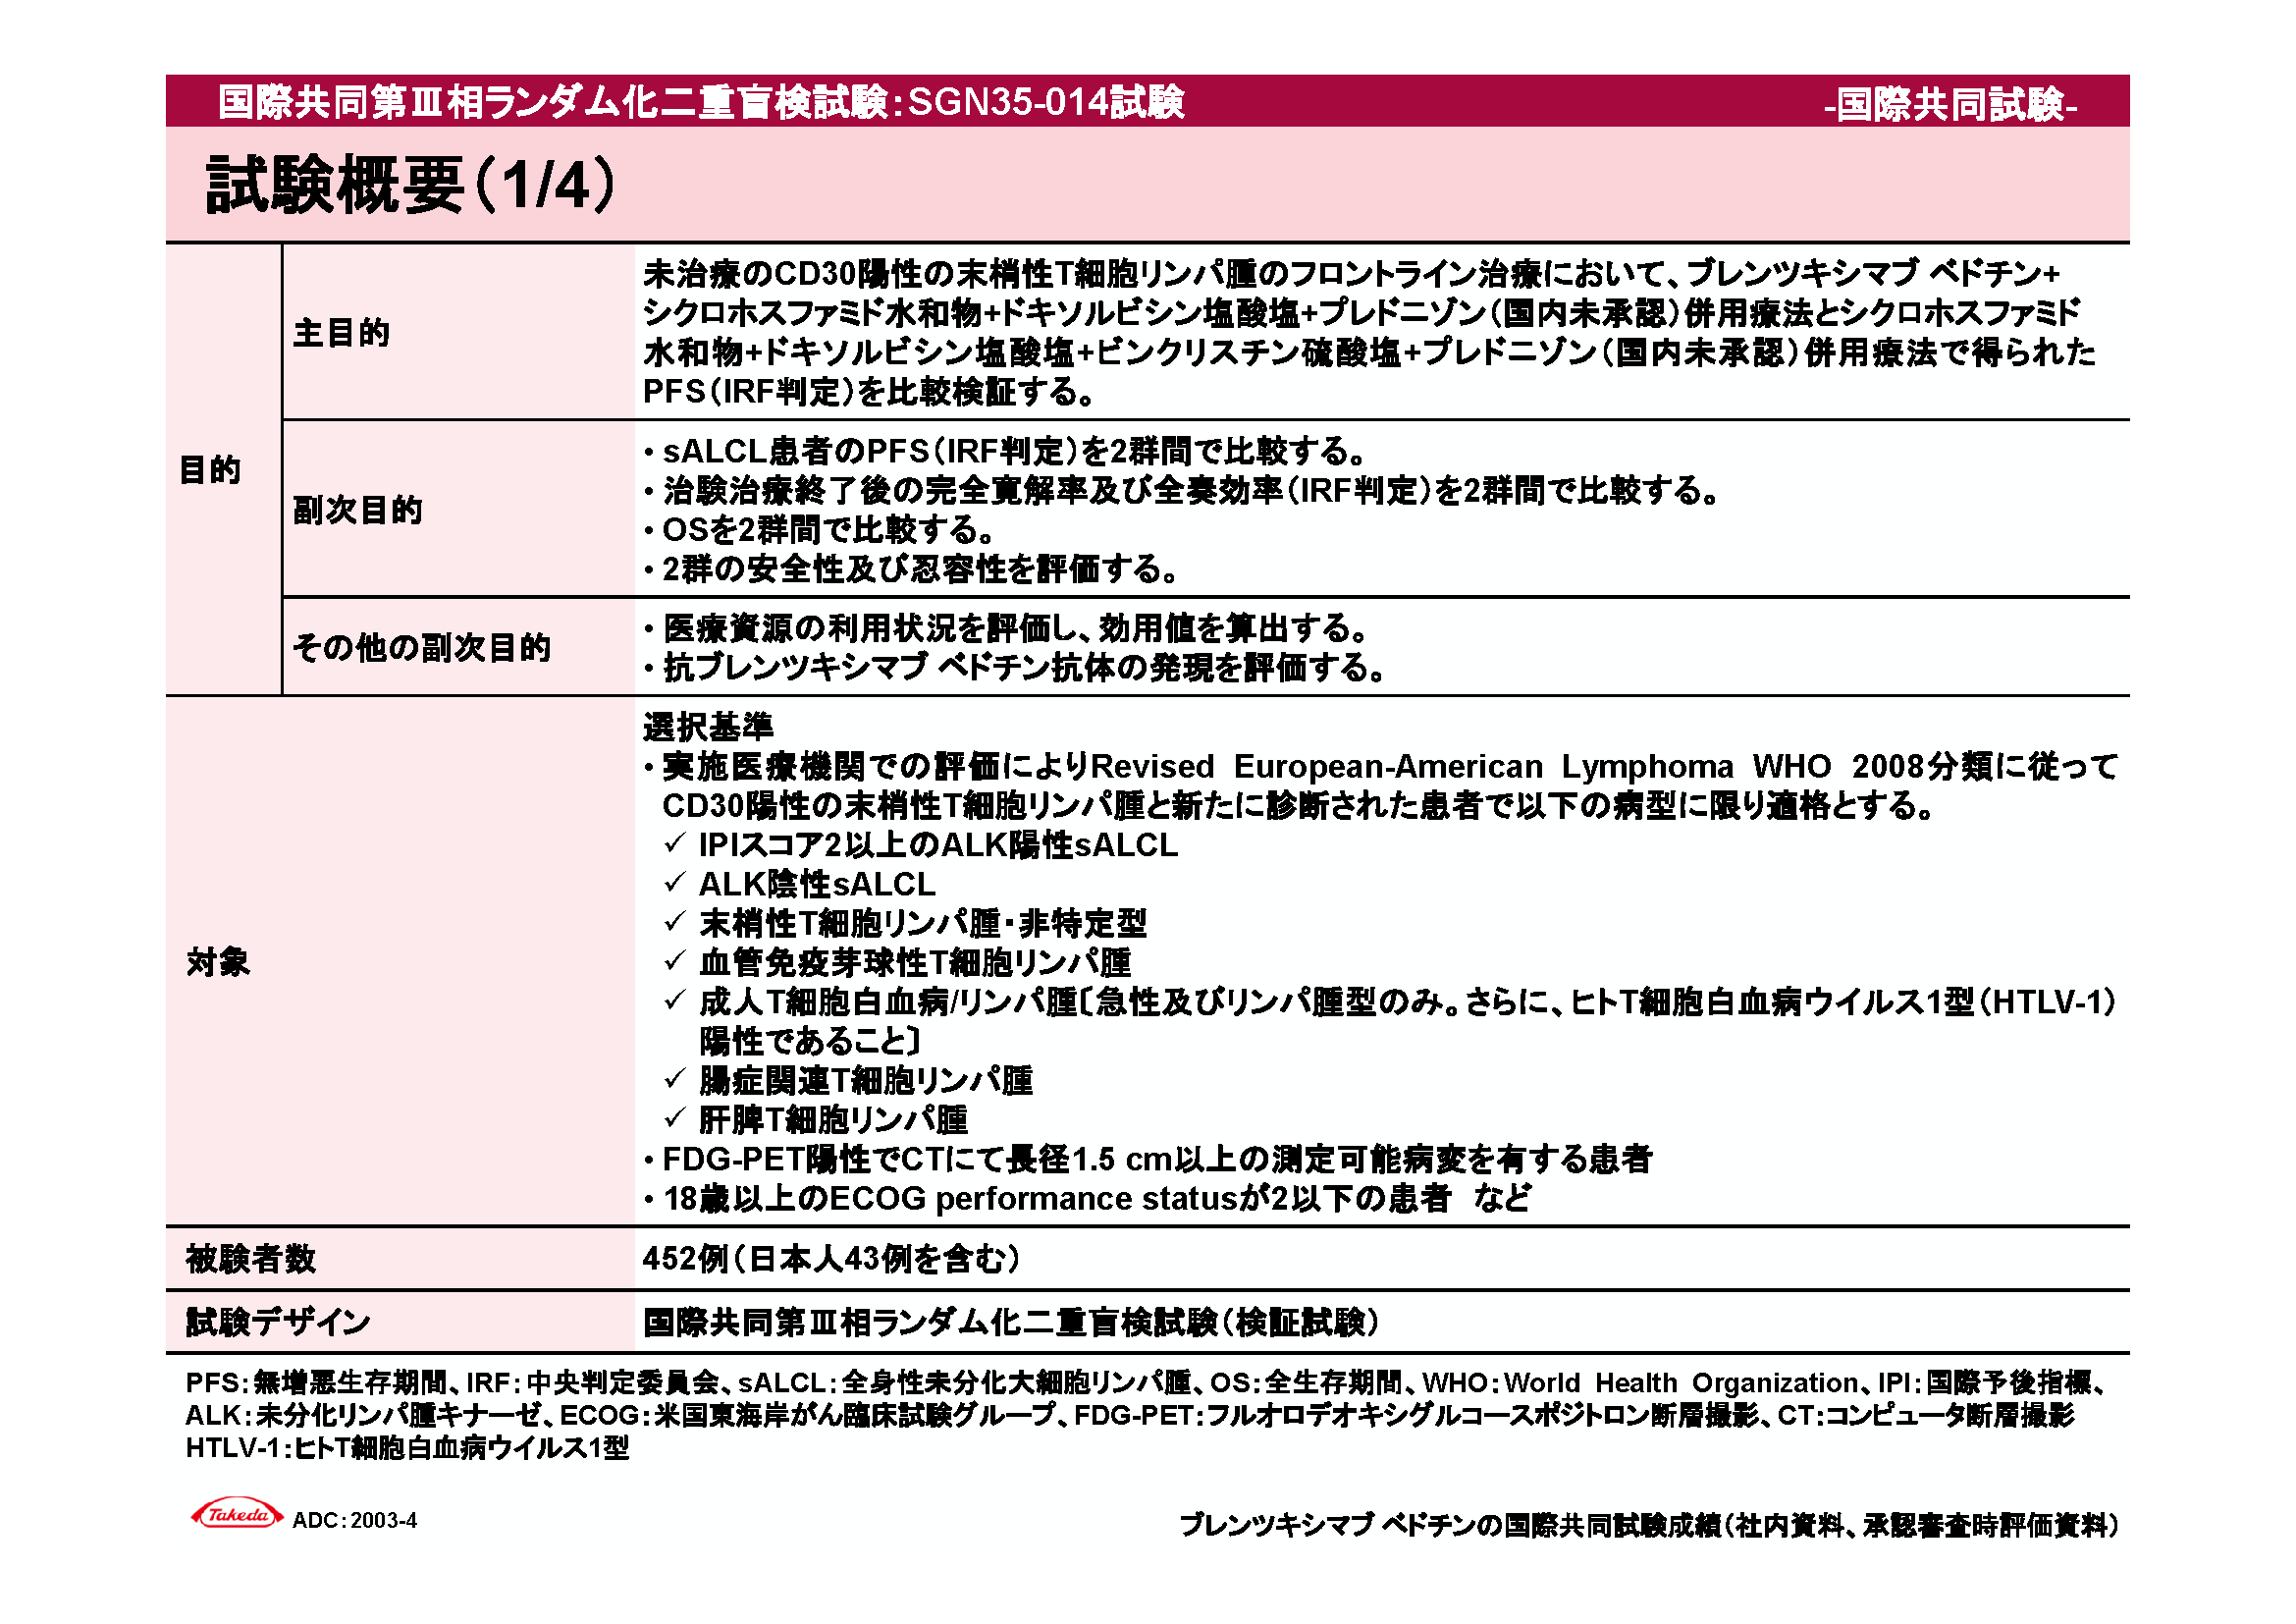 国際共同第Ⅲ相ランダム化二重盲検試験：SGN35-014試験
-国際共同試験-
試験概要（1/4）
目的
主目的
未治療のCD30陽性の末梢性T細胞リンパ腫のフロントライン治療において、ブレンツキシマブ ベドチン+
シクロホスファミド水和物+ドキソルビシン塩酸塩+プレドニゾン（国内未承認）併用療法とシクロホスファミド
水和物+ドキソルビシン塩酸塩+ビンクリスチン硫酸塩+プレドニゾン（国内未承認）併用療法で得られた
PFS（IRF判定）を比較検証する。
副次目的
・sALCL患者のPFS（IRF判定）を2群間で比較する。
・治験治療終了後の完全寛解率及び全奏効率（IRF判定）を2群間で比較する。
・OSを2群間で比較する。
・2群の安全性及び忍容性を評価する。
その他の副次目的
・医療資源の利用状況を評価し、効用値を算出する。
・抗ブレンツキシマブ ベドチン抗体の発現を評価する。
対象
選択基準
・実施医療機関での評価によりRevised European-American Lymphoma WHO 2008分類に従って
CD30陽性の末梢性T細胞リンパ腫と新たに診断された患者で以下の病型に限り適格とする。
✓ IPIスコア2以上のALK陽性sALCL
✓ ALK陰性sALCL
✓ 末梢性T細胞リンパ腫・非特定型
✓ 血管免疫芽球性T細胞リンパ腫
✓ 成人T細胞白血病/リンパ腫〔急性及びリンパ腫型のみ。さらに、ヒトT細胞白血病ウイルス1型（HTLV-1）
陽性であること〕
✓ 腸症関連T細胞リンパ腫
✓ 肝脾T細胞リンパ腫
・FDG-PET陽性でCTにて長径1.5 cm以上の測定可能病変を有する患者
・18歳以上のECOG performance statusが2以下の患者　など
被験者数
452例（日本人43例を含む）
試験デザイン
国際共同第Ⅲ相ランダム化二重盲検試験（検証試験）
PFS：無増悪生存期間、IRF：中央判定委員会、sALCL：全身性未分化大細胞リンパ腫、OS：全生存期間、WHO：World Health Organization、IPI：国際予後指標、
ALK：未分化リンパ腫キナーゼ、ECOG：米国東海岸がん臨床試験グループ、FDG-PET：フルオロデオキシグルコースポジトロン断層撮影、CT：コンピュータ断層撮影
HTLV-1：ヒトT細胞白血病ウイルス1型
Takeda
ADC：2003-4
ブレンツキシマブ ベドチンの国際共同試験成績（社内資料、承認審査時評価資料）